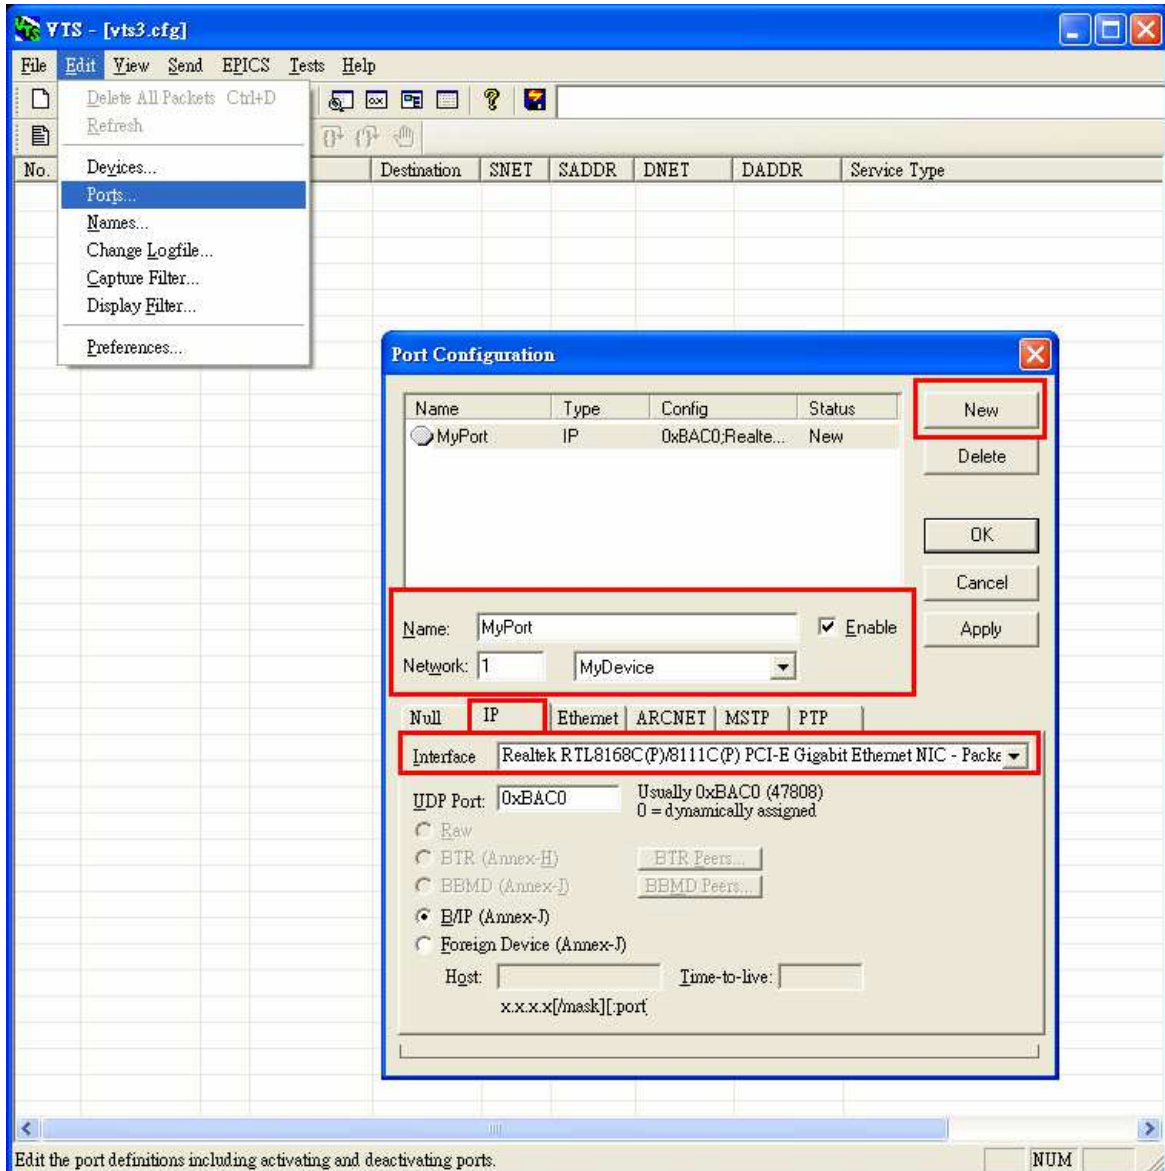 VTS - [vts3.cfg]
File Edit View Send EPICS Tests Help
Delete All Packets Ctrl+D
Refresh
Devices...
Ports...
Names...
Change Logfile...
Capture Filter...
Display Filter...
Preferences...
No. Destination SNET SADDR DNET DADDR Service Type
Port Configuration
Name Type Config Status
MyPort IP 0xBAC0;Realte... New
New
Delete
OK
Cancel
Apply
Name: MyPort Enable
Network: 1 MyDevice
Null IP Ethernet ARCNET MSTP PTP
Interface Realtek RTL8168C(P)/8111C(P) PCI-E Gigabit Ethernet NIC - Packe
UDP Port: 0xBAC0 Usually 0xBAC0 (47808)
0 = dynamically assigned
Raw
BTR (Annex-H) BTR Peers...
BBMD (Annex-J) BBMD Peers...
B/IP (Annex-J)
Foreign Device (Annex-J)
Host: Time-to-live:
x.x.x.x[/mask][:port
Edit the port definitions including activating and deactivating ports. NUM